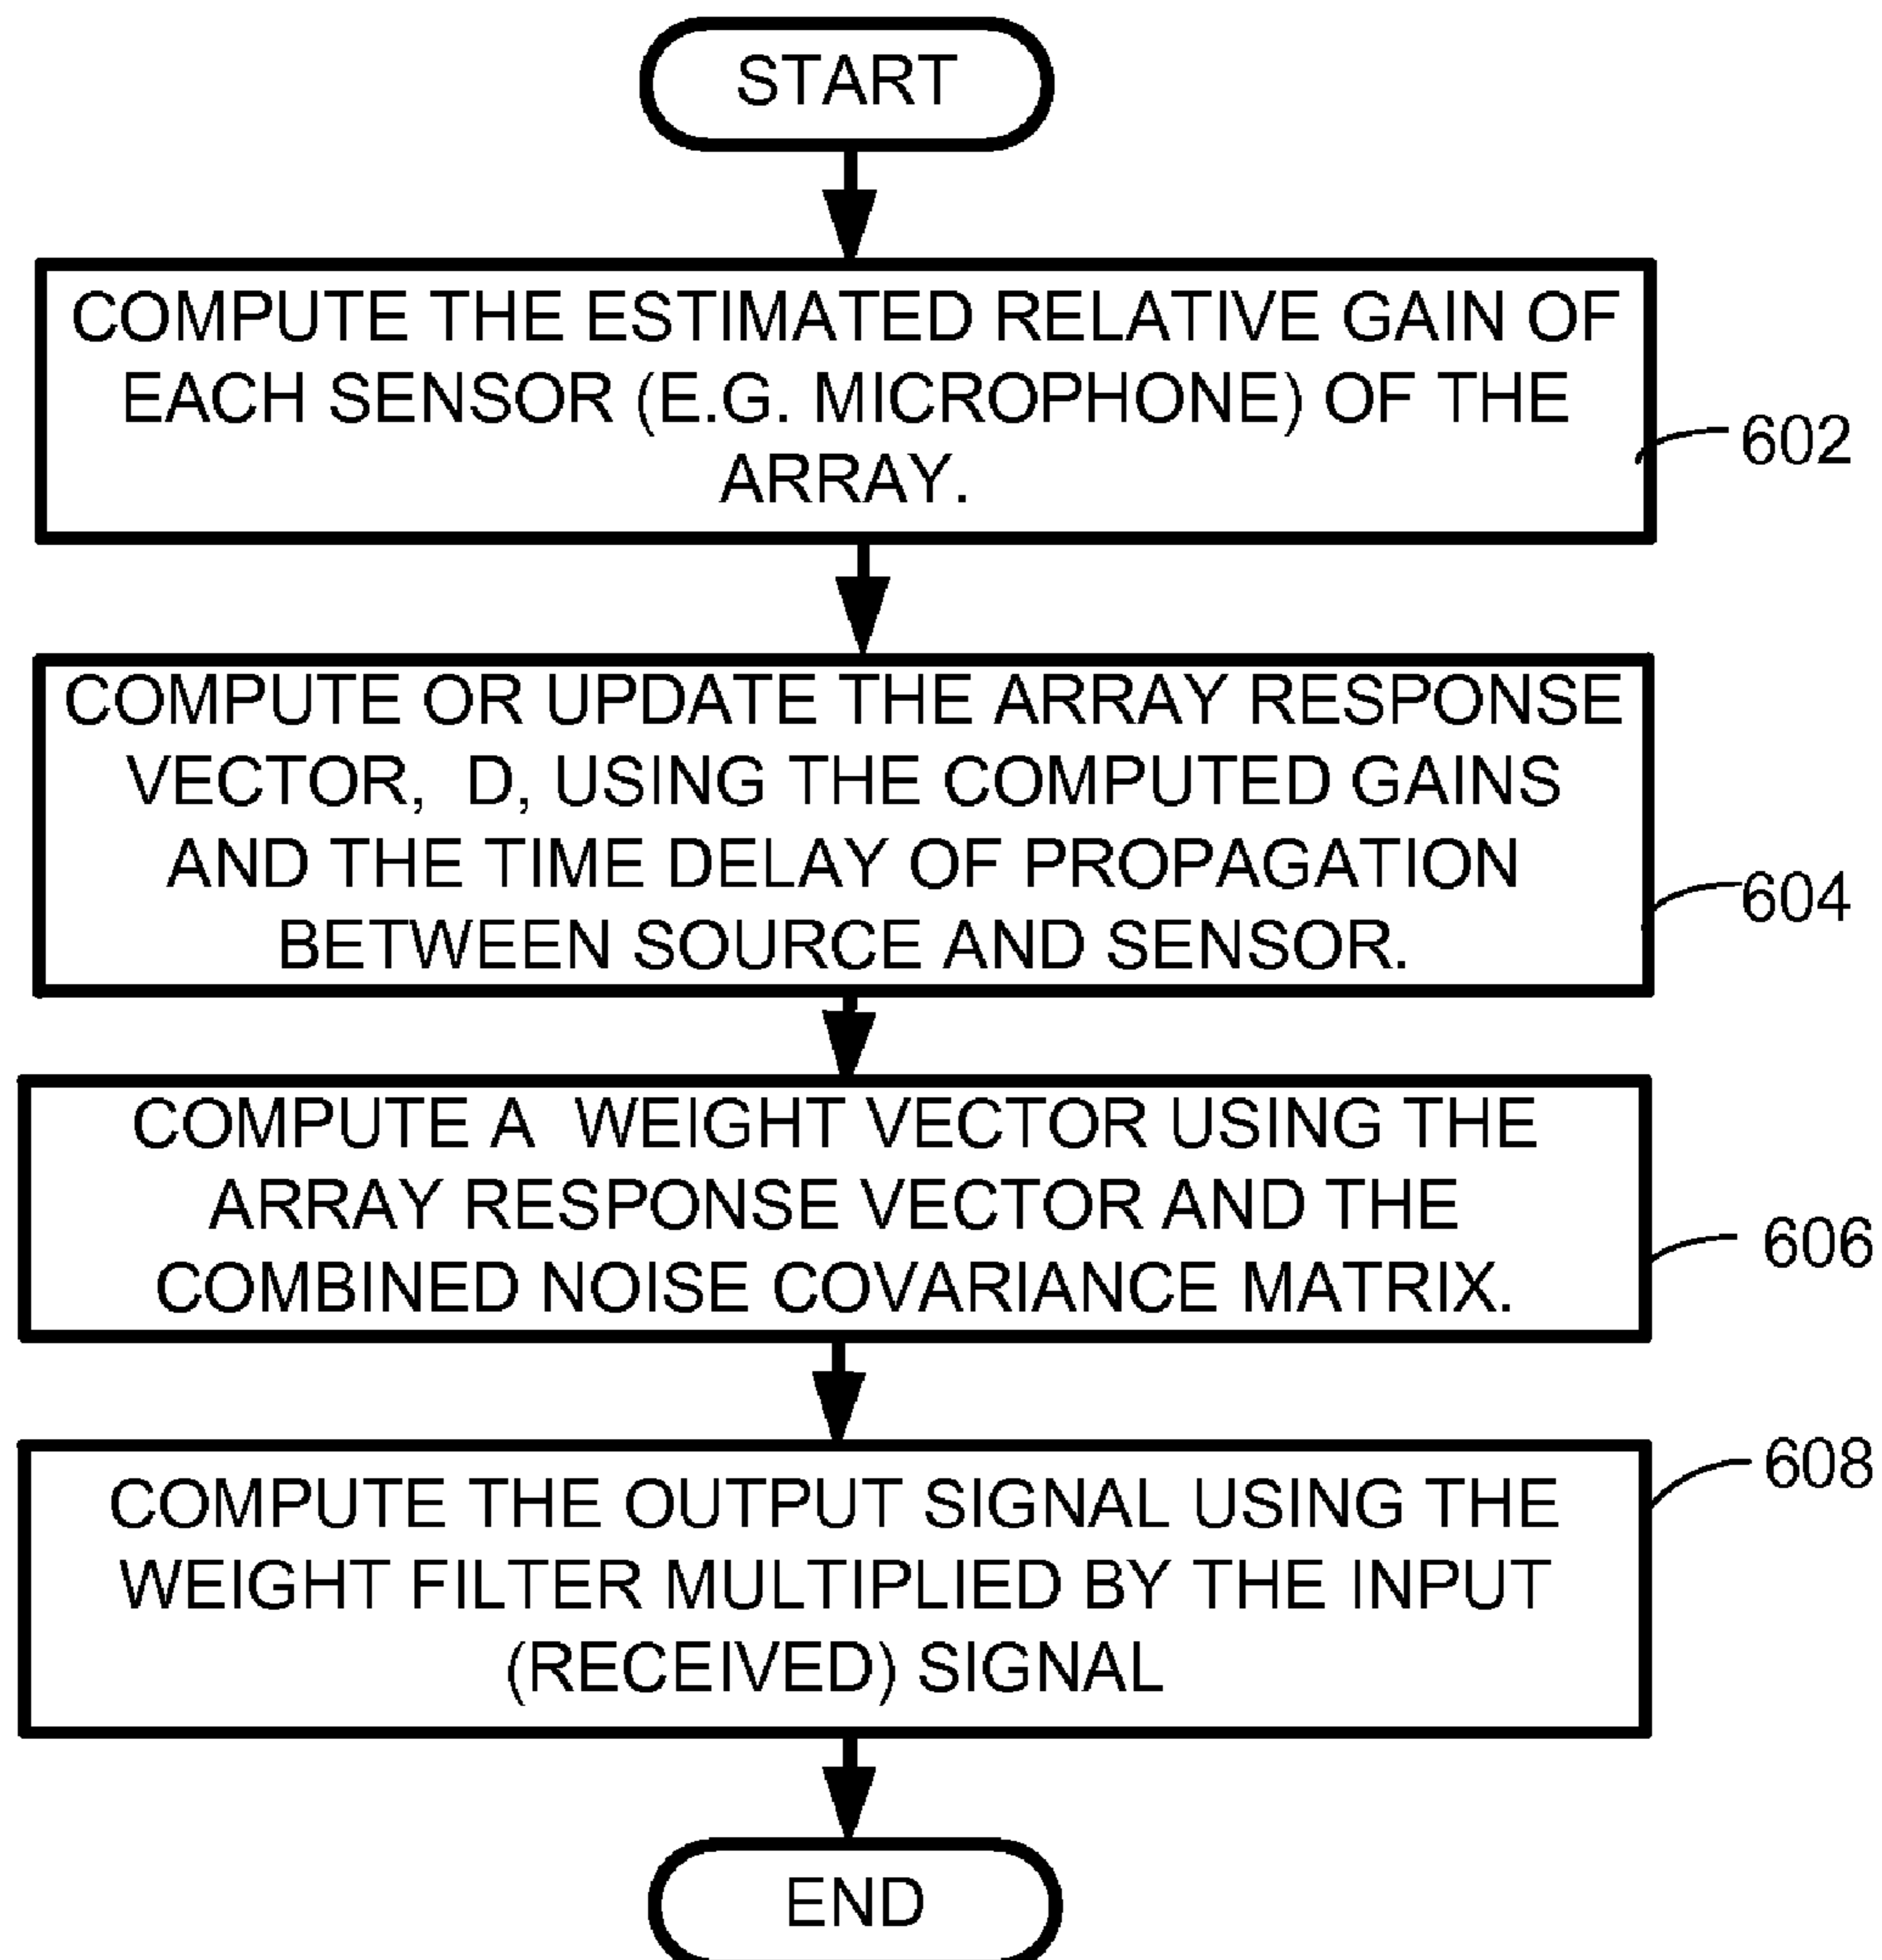 START
COMPUTE THE ESTIMATED RELATIVE GAIN OF
EACH SENSOR (E.G. MICROPHONE) OF THE
ARRAY.
602
COMPUTE OR UPDATE THE ARRAY RESPONSE
VECTOR, D, USING THE COMPUTED GAINS
AND THE TIME DELAY OF PROPAGATION
BETWEEN SOURCE AND SENSOR.
604
COMPUTE A WEIGHT VECTOR USING THE
ARRAY RESPONSE VECTOR AND THE
COMBINED NOISE COVARIANCE MATRIX.
606
COMPUTE THE OUTPUT SIGNAL USING THE
WEIGHT FILTER MULTIPLIED BY THE INPUT
(RECEIVED) SIGNAL
608
END